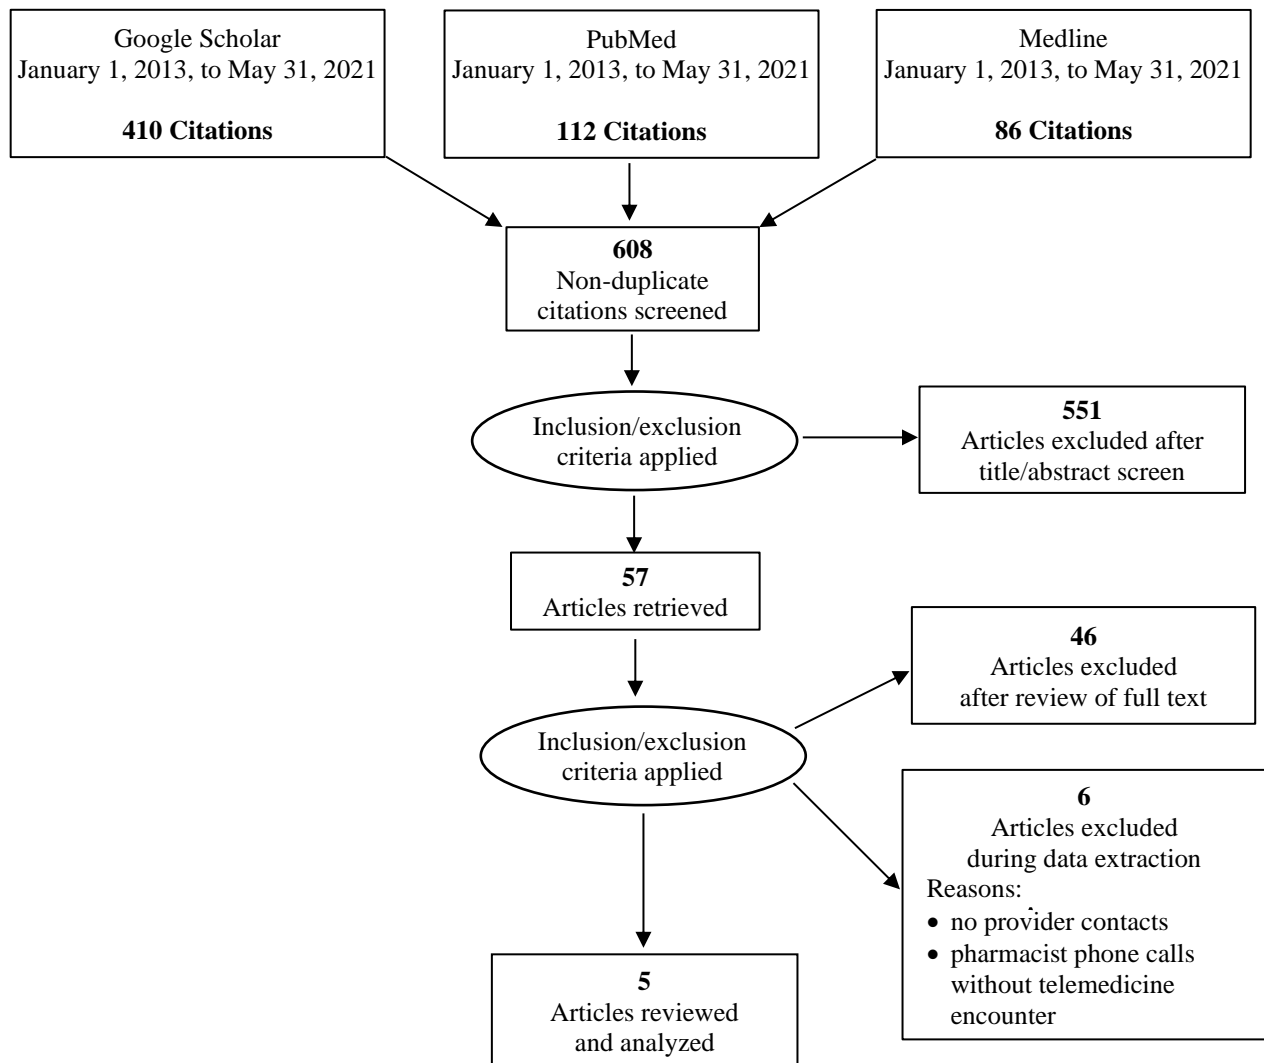 Google Scholar
January 1, 2013, to May 31, 2021
410 Citations
PubMed
January 1, 2013, to May 31, 2021
112 Citations
Medline
January 1, 2013, to May 31, 2021
86 Citations
608
Non-duplicate
citations screened
Inclusion/exclusion
criteria applied
551
Articles excluded after
title/abstract screen
57
Articles retrieved
46
Articles excluded
after review of full text
Inclusion/exclusion
criteria applied
6
Articles excluded
during data extraction
Reasons:
• no provider contacts
• pharmacist phone calls
without telemedicine
encounter
5
Articles reviewed
and analyzed